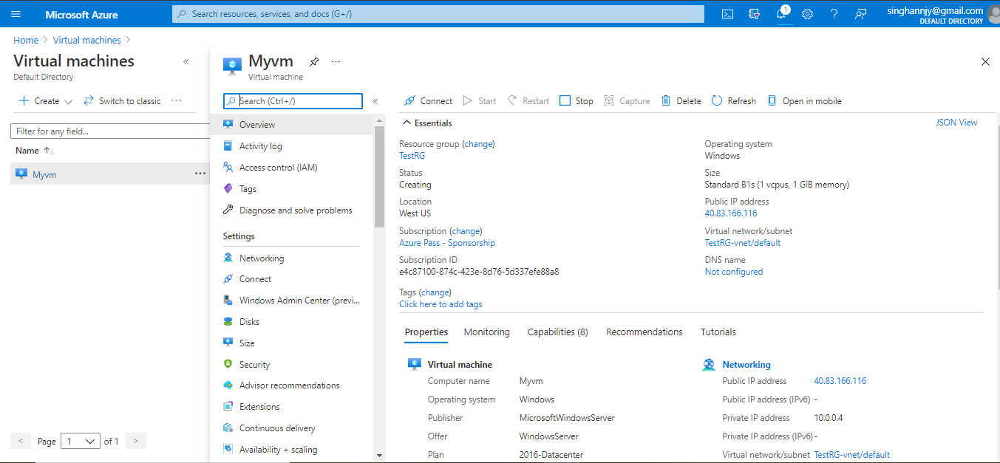 Microsoft Azure
Search resources, services, and docs (G+/)
1
singhannjy@gmail.com
DEFAULT DIRECTORY
Home > Virtual machines >
Virtual machines «
Default Directory
+ Create Switch to classic ...
Filter for any field...
Name ↑↓
Myvm ...
< Page 1 of 1 >
Myvm ...
Virtual machine
Search (Ctrl+/) «
Overview
Activity log
Access control (IAM)
Tags
Diagnose and solve problems
Settings
Networking
Connect
Windows Admin Center (previ...
Disks
Size
Security
Advisor recommendations
Extensions
Continuous delivery
Availability + scaling
Connect Start Restart Stop Capture Delete Refresh Open in mobile
Essentials JSON View
Resource group (change)
TestRG
Status
Creating
Location
West US
Subscription (change)
Azure Pass - Sponsorship
Subscription ID
e4c87100-874c-423e-8d76-5d337efe88a8
Tags (change)
Click here to add tags
Operating system
Windows
Size
Standard B1s (1 vcpus, 1 GiB memory)
Public IP address
40.83.166.116
Virtual network/subnet
TestRG-vnet/default
DNS name
Not configured
Properties Monitoring Capabilities (8) Recommendations Tutorials
Virtual machine
Computer name Myvm
Operating system Windows
Publisher MicrosoftWindowsServer
Offer WindowsServer
Plan 2016-Datacenter
Networking
Public IP address 40.83.166.116
Public IP address (IPv6) -
Private IP address 10.0.0.4
Private IP address (IPv6) -
Virtual network/subnet TestRG-vnet/default